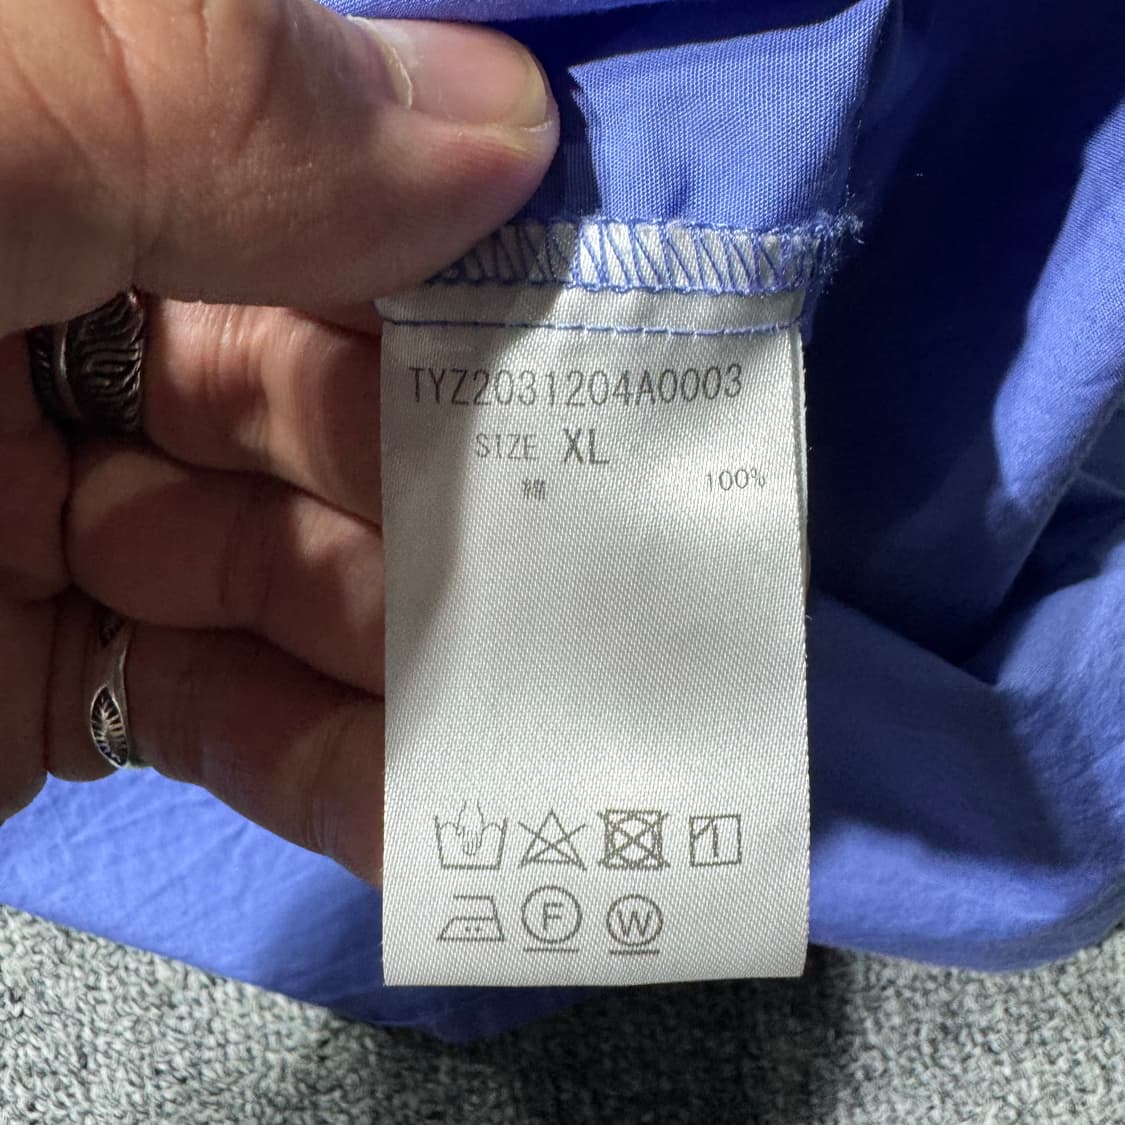 TYZ2031204A0003
SIZE XL
綿 100%
F W